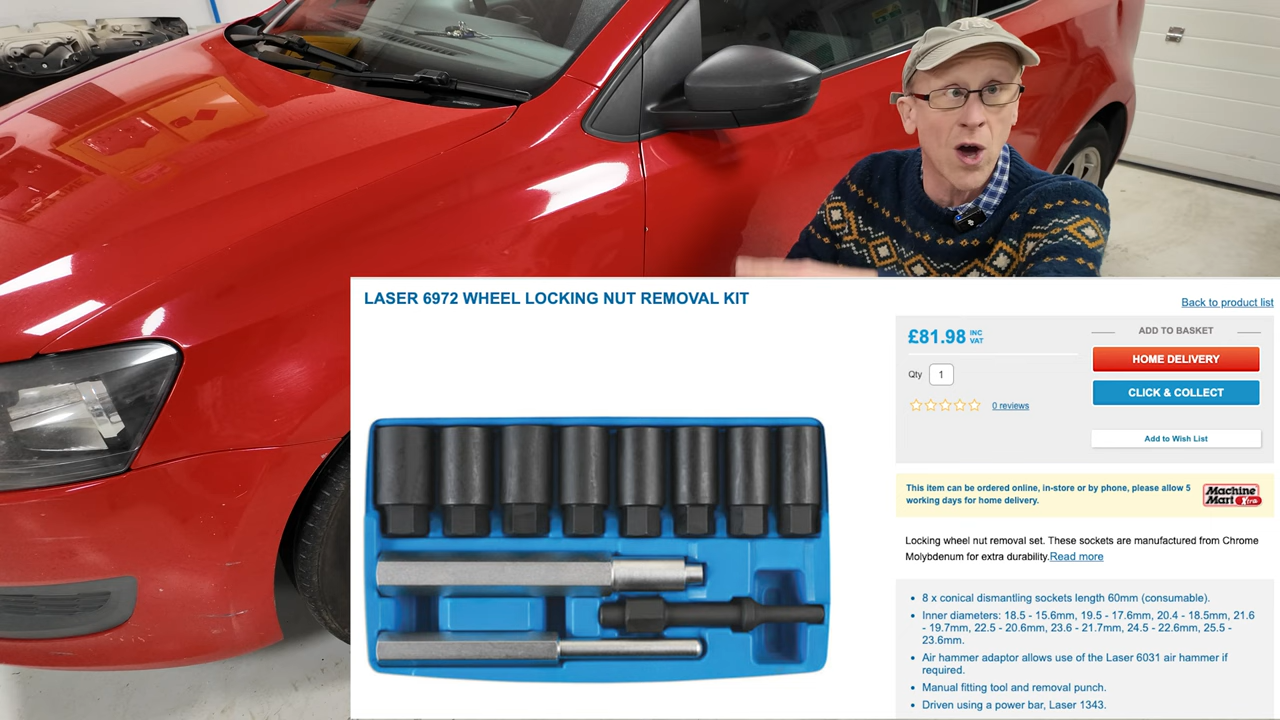 LASER 6972 WHEEL LOCKING NUT REMOVAL KIT
Back to product list
£81.98 INC
VAT
ADD TO BASKET
HOME DELIVERY
Qty 1
CLICK & COLLECT
0 reviews
Add to Wish List
This item can be ordered online, in-store or by phone, please allow 5
working days for home delivery.
Machine
Mart Xtra
Locking wheel nut removal set. These sockets are manufactured from Chrome
Molybdenum for extra durability.Read more
• 8 x conical dismantling sockets length 60mm (consumable).
• Inner diameters: 18.5 - 15.6mm, 19.5 - 17.6mm, 20.4 - 18.5mm, 21.6
- 19.7mm, 22.5 - 20.6mm, 23.6 - 21.7mm, 24.5 - 22.6mm, 25.5 -
23.6mm.
• Air hammer adaptor allows use of the Laser 6031 air hammer if
required.
• Manual fitting tool and removal punch.
• Driven using a power bar, Laser 1343.